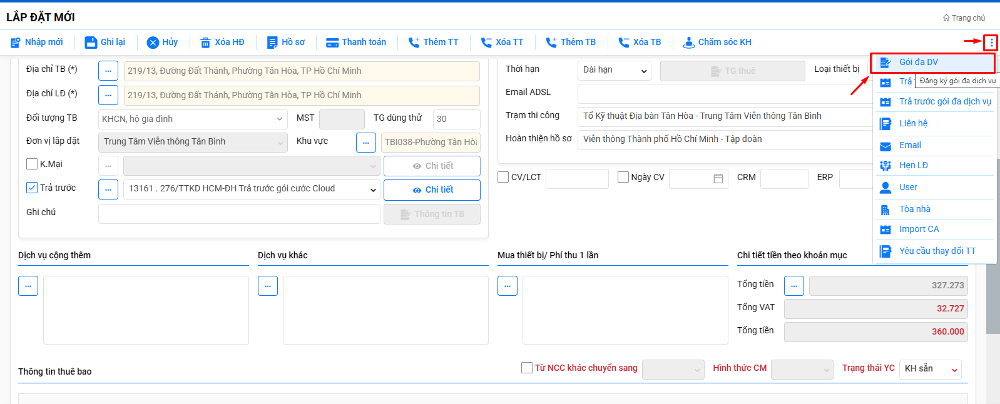 LẮP ĐẶT MỚI
Trang chủ
Nhập mới
Ghi lại
Hủy
Xóa HĐ
Hồ sơ
Thanh toán
Thêm TT
Xóa TT
Thêm TB
Xóa TB
Chăm sóc KH
Địa chỉ TB (*)
219/13, Đường Đất Thánh, Phường Tân Hòa, TP Hồ Chí Minh
Địa chỉ LĐ (*)
219/13, Đường Đất Thánh, Phường Tân Hòa, TP Hồ Chí Minh
Đối tượng TB
KHCN, hộ gia đình
MST
TG dùng thử
30
Đơn vị lắp đặt
Trung Tâm Viễn thông Tân Bình
Khu vực
TBI038-Phường Tân Hòa
K.Mại
Chi tiết
Trả trước
13161 . 276/TTKD HCM-ĐH Trả trước gói cước Cloud
Chi tiết
Ghi chú
Thông tin TB
Thời hạn
Dài hạn
TG thuê
Loại thiết bị
Email ADSL
Trạm thi công
Tổ Kỹ thuật Địa bàn Tân Hòa - Trung Tâm Viễn thông Tân Bình
Hoàn thiện hồ sơ
Viễn thông Thành phố Hồ Chí Minh - Tập đoàn
CV/LCT
Ngày CV
CRM
ERP
Gói đa DV
Trả
Đăng ký gói đa dịch vụ
Trả trước gói đa dịch vụ
Liên hệ
Email
Hẹn LĐ
User
Tòa nhà
Import CA
Yêu cầu thay đổi TT
Dịch vụ cộng thêm
Dịch vụ khác
Mua thiết bị/ Phí thu 1 lần
Chi tiết tiền theo khoản mục
Tổng tiền
327.273
Tổng VAT
32.727
Tổng tiền
360.000
Thông tin thuê bao
Từ NCC khác chuyển sang
Hình thức CM
Trạng thái YC
KH sẵn